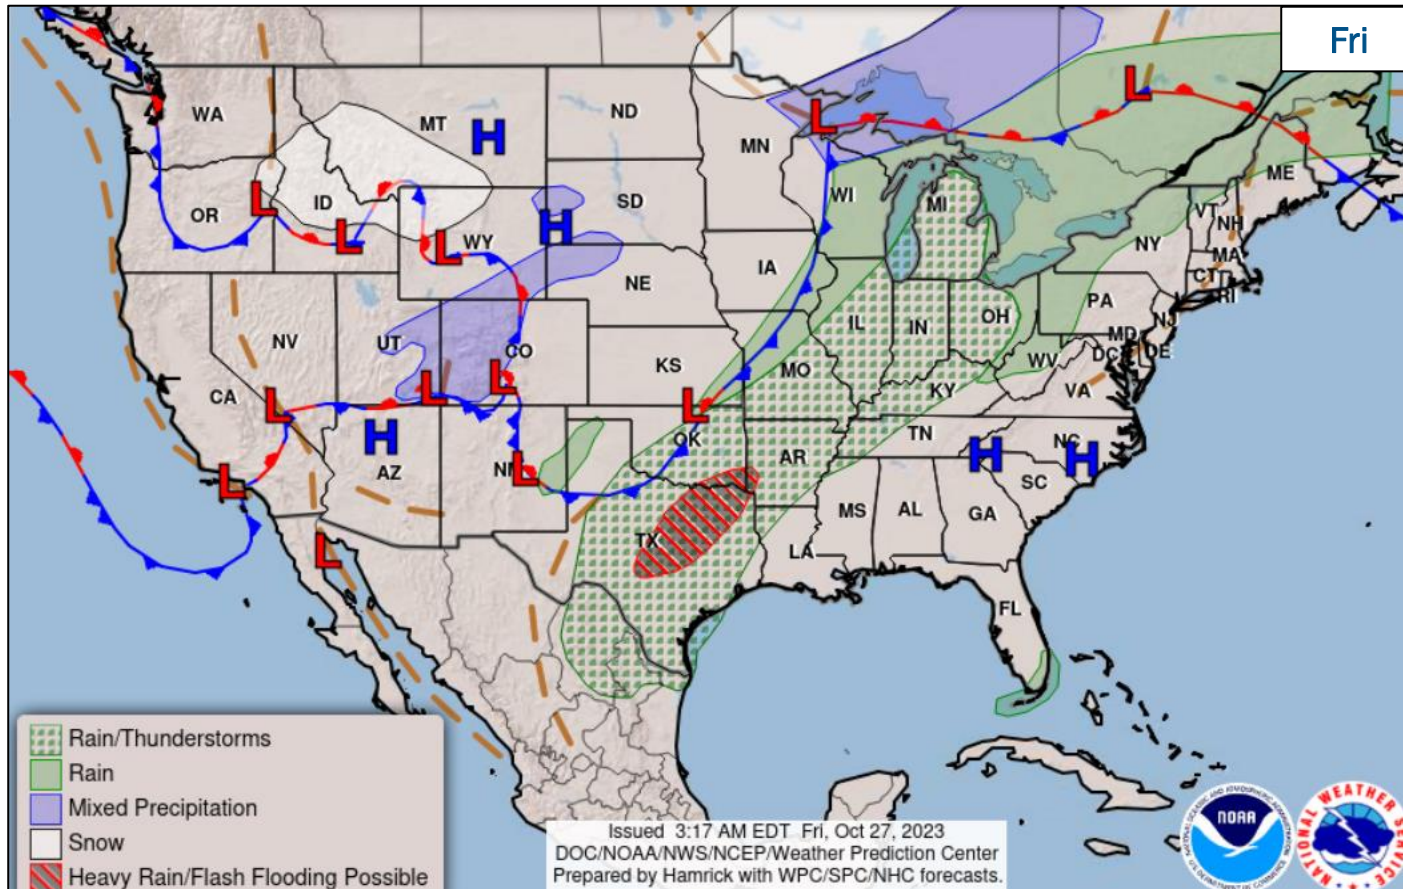 Fri
WA
MT
ND
MN
OR
ID
SD
WI
MI
ME
VT
NH
WY
NY
MA
CT
RI
IA
NE
PA
NJ
NV
UT
CO
IL
IN
OH
MD
DE
DC
WV
CA
KS
MO
KY
VA
AZ
NM
OK
TN
NC
AR
SC
TX
MS
AL
GA
LA
FL
H
H
H
H
H
L
L
L
L
L
L
L
L
L
L
L
L
L
Rain/Thunderstorms
Rain
Mixed Precipitation
Snow
Heavy Rain/Flash Flooding Possible
Issued 3:17 AM EDT Fri, Oct 27, 2023
DOC/NOAA/NWS/NCEP/Weather Prediction Center
Prepared by Hamrick with WPC/SPC/NHC forecasts.
NOAA
NATIONAL WEATHER SERVICE